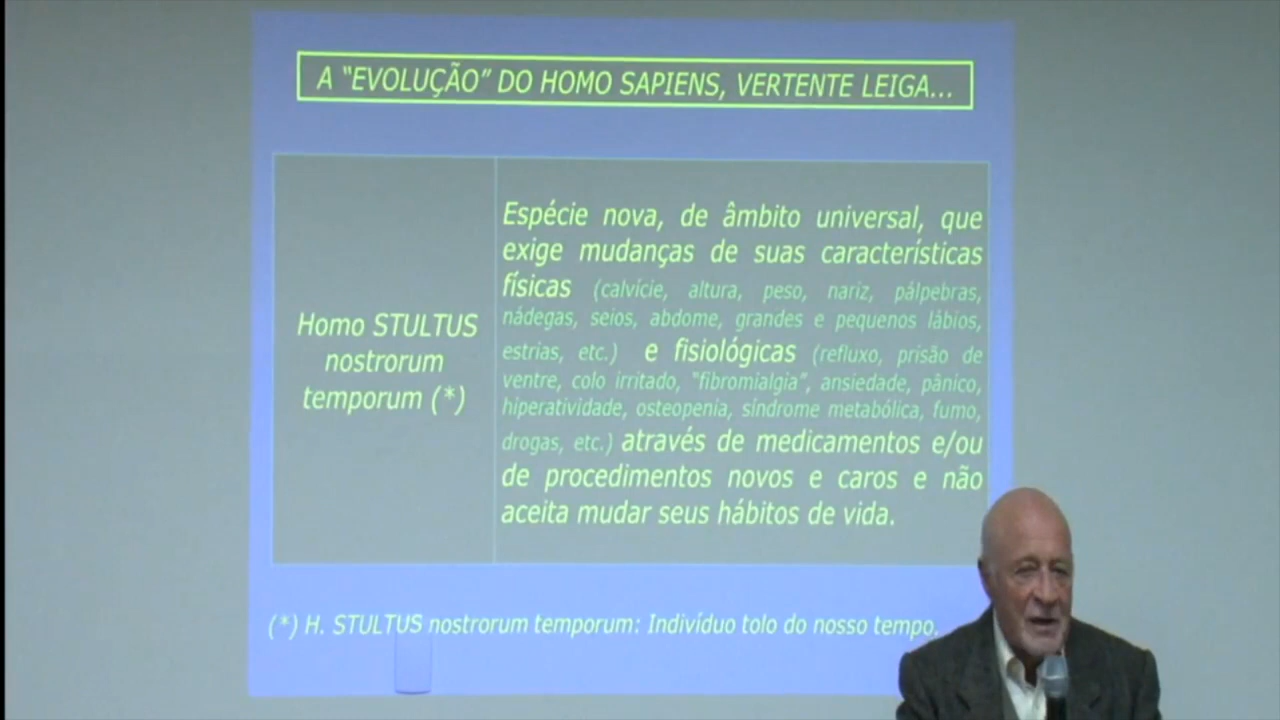 A “EVOLUÇÃO” DO HOMO SAPIENS, VERTENTE LEIGA...
Homo STULTUS
nostrorum
temporum (*)
Espécie nova, de âmbito universal, que
exige mudanças de suas características
físicas (calvície, altura, peso, nariz, pálpebras,
nádegas, seios, abdome, grandes e pequenos lábios,
estrias, etc.) e fisiológicas (refluxo, prisão de
ventre, colo irritado, “fibromialgia”, ansiedade, pânico,
hiperatividade, osteopenia, síndrome metabólica, fumo,
drogas, etc.) através de medicamentos e/ou
de procedimentos novos e caros e não
aceita mudar seus hábitos de vida.
(*) H. STULTUS nostrorum temporum: Indivíduo tolo do nosso tempo.